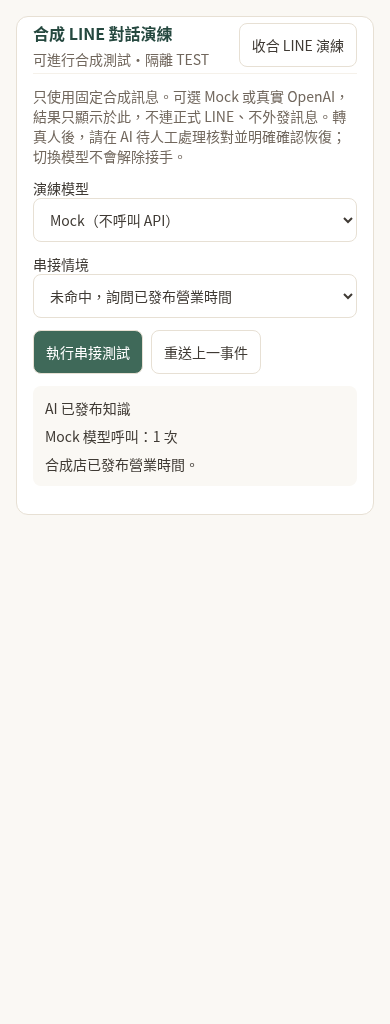 合成 LINE 對話演練
可進行合成測試・隔離 TEST
收合 LINE 演練
只使用固定合成訊息。可選 Mock 或真實 OpenAI，
結果只顯示於此，不連正式 LINE、不外發訊息。轉
真人後，請在 AI 待人工處理核對並明確確認恢復；
切換模型不會解除接手。
演練模型
Mock（不呼叫 API）
串接情境
未命中，詢問已發布營業時間
執行串接測試
重送上一事件
AI 已發布知識
Mock 模型呼叫：1 次
合成店已發布營業時間。